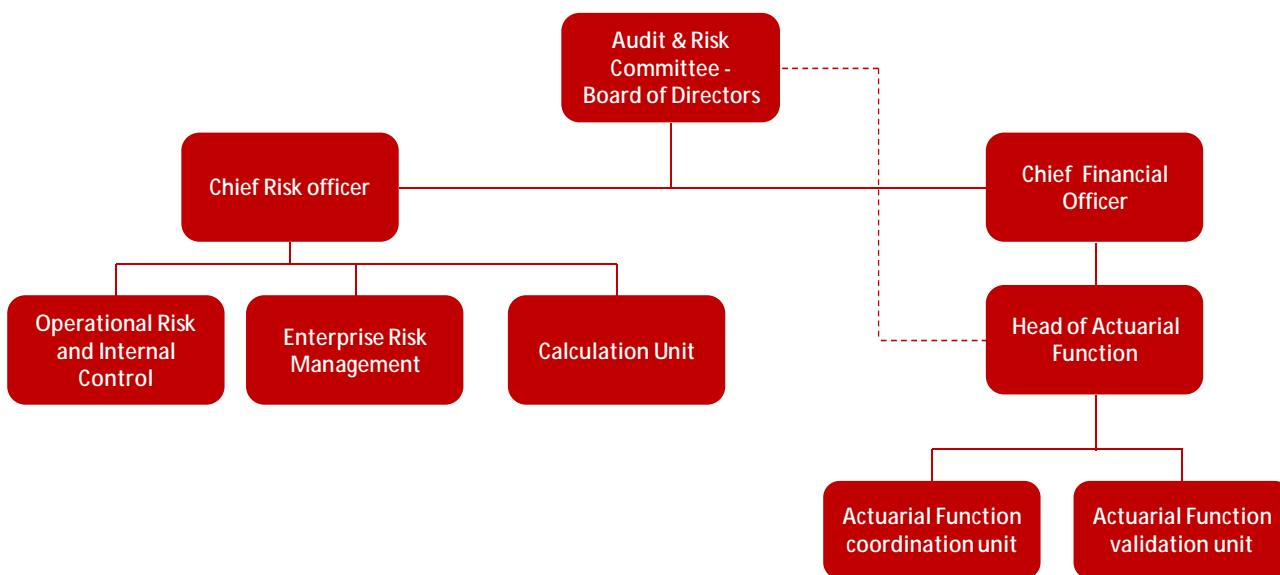 Audit & Risk
Committee -
Board of Directors
Chief Risk officer
Chief Financial
Officer
Operational Risk
and Internal
Control
Enterprise Risk
Management
Calculation Unit
Head of Actuarial
Function
Actuarial Function
coordination unit
Actuarial Function
validation unit